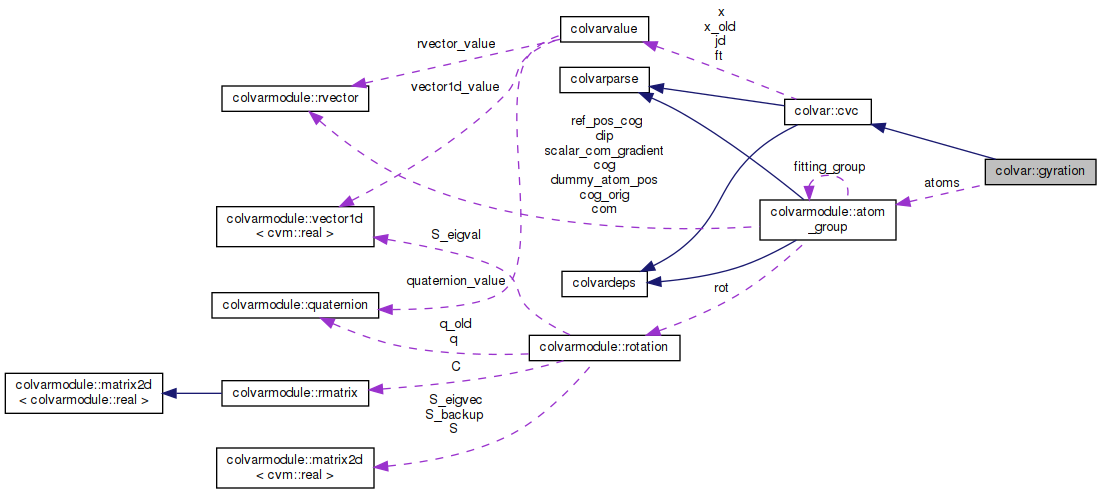 x
x_old
jd
ft
colvarvalue
rvector_value
colvarparse
vector1d_value
colvarmodule::rvector
colvar::cvc
ref_pos_cog
dip
scalar_com_gradient
cog
dummy_atom_pos
cog_orig
com
fitting_group
colvar::gyration
atoms
colvarmodule::atom
_group
colvarmodule::vector1d
< cvm::real >
S_eigval
colvardeps
quaternion_value
rot
colvarmodule::quaternion
q_old
q
colvarmodule::rotation
C
colvarmodule::matrix2d
< colvarmodule::real >
colvarmodule::rmatrix
S_eigvec
S_backup
S
colvarmodule::matrix2d
< cvm::real >